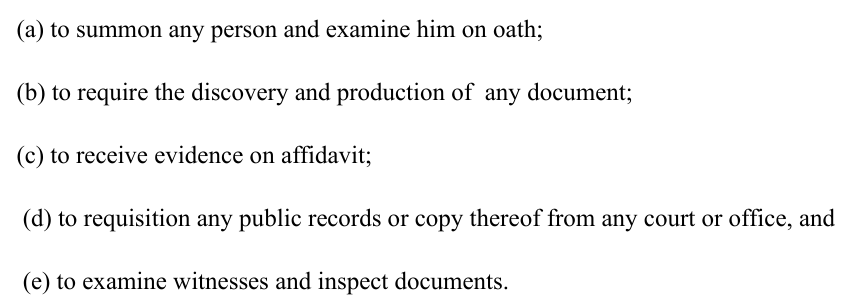 (a) to summon any person and examine him on oath;
(b) to require the discovery and production of any document;
(c) to receive evidence on affidavit;
(d) to requisition any public records or copy thereof from any court or office, and
(e) to examine witnesses and inspect documents.